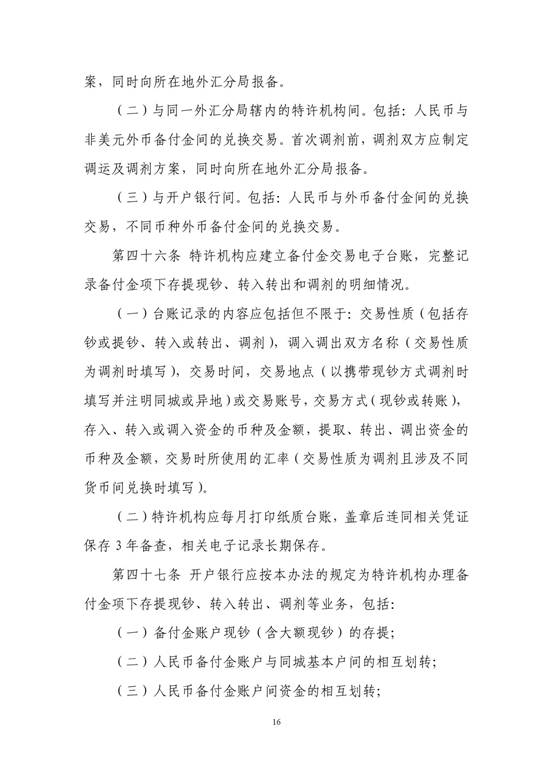 案，同时向所在地外汇分局报备。
（二）与同一外汇分局辖内的特许机构间。包括：人民币与
非美元外币备付金间的兑换交易。首次调剂前，调剂双方应制定
调运及调剂方案，同时向所在地外汇分局报备。
（三）与开户银行间。包括：人民币与外币备付金间的兑换
交易，不同币种外币备付金间的兑换交易。
第四十六条 特许机构应建立备付金交易电子台账，完整记
录备付金项下存提现钞、转入转出和调剂的明细情况。
（一）台账记录的内容应包括但不限于：交易性质（包括存
钞或提钞、转入或转出、调剂），调入调出双方名称（交易性质
为调剂时填写），交易时间，交易地点（以携带现钞方式调剂时
填写并注明同城或异地）或交易账号，交易方式（现钞或转账），
存入、转入或调入资金的币种及金额，提取、转出、调出资金的
币种及金额，交易时所使用的汇率（交易性质为调剂且涉及不同
货币间兑换时填写）。
（二）特许机构应每月打印纸质台账，盖章后连同相关凭证
保存 3 年备查，相关电子记录长期保存。
第四十七条 开户银行应按本办法的规定为特许机构办理备
付金项下存提现钞、转入转出、调剂等业务，包括：
（一）备付金账户现钞（含大额现钞）的存提；
（二）人民币备付金账户与同城基本户间的相互划转；
（三）人民币备付金账户间资金的相互划转；
16